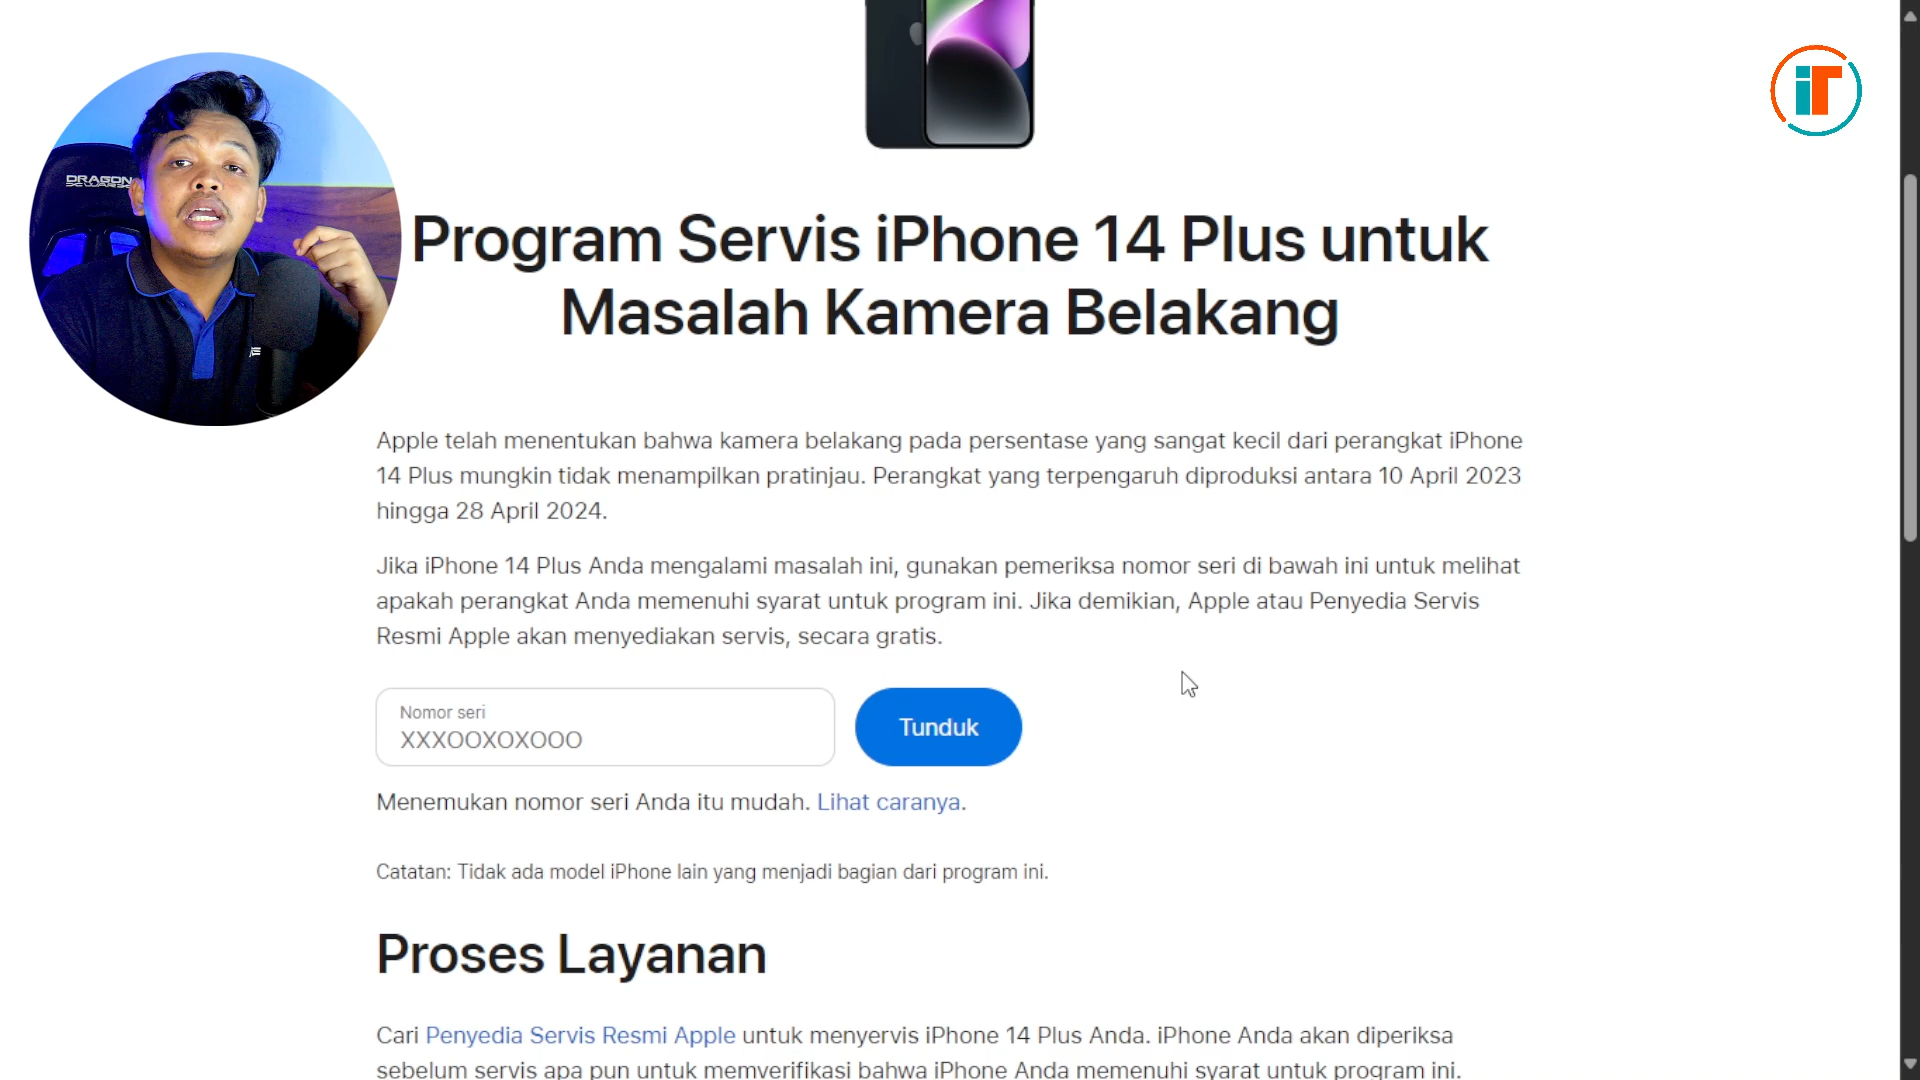 DRAGON
WAR
iT
Program Servis iPhone 14 Plus untuk
Masalah Kamera Belakang
Apple telah menentukan bahwa kamera belakang pada persentase yang sangat kecil dari perangkat iPhone
14 Plus mungkin tidak menampilkan pratinjau. Perangkat yang terpengaruh diproduksi antara 10 April 2023
hingga 28 April 2024.
Jika iPhone 14 Plus Anda mengalami masalah ini, gunakan pemeriksa nomor seri di bawah ini untuk melihat
apakah perangkat Anda memenuhi syarat untuk program ini. Jika demikian, Apple atau Penyedia Servis
Resmi Apple akan menyediakan servis, secara gratis.
Nomor seri
XXXOOXOXOOO
Tunduk
Menemukan nomor seri Anda itu mudah. Lihat caranya.
Catatan: Tidak ada model iPhone lain yang menjadi bagian dari program ini.
Proses Layanan
Cari Penyedia Servis Resmi Apple untuk menyervis iPhone 14 Plus Anda. iPhone Anda akan diperiksa
sebelum servis apa pun untuk memverifikasi bahwa iPhone Anda memenuhi syarat untuk program ini.